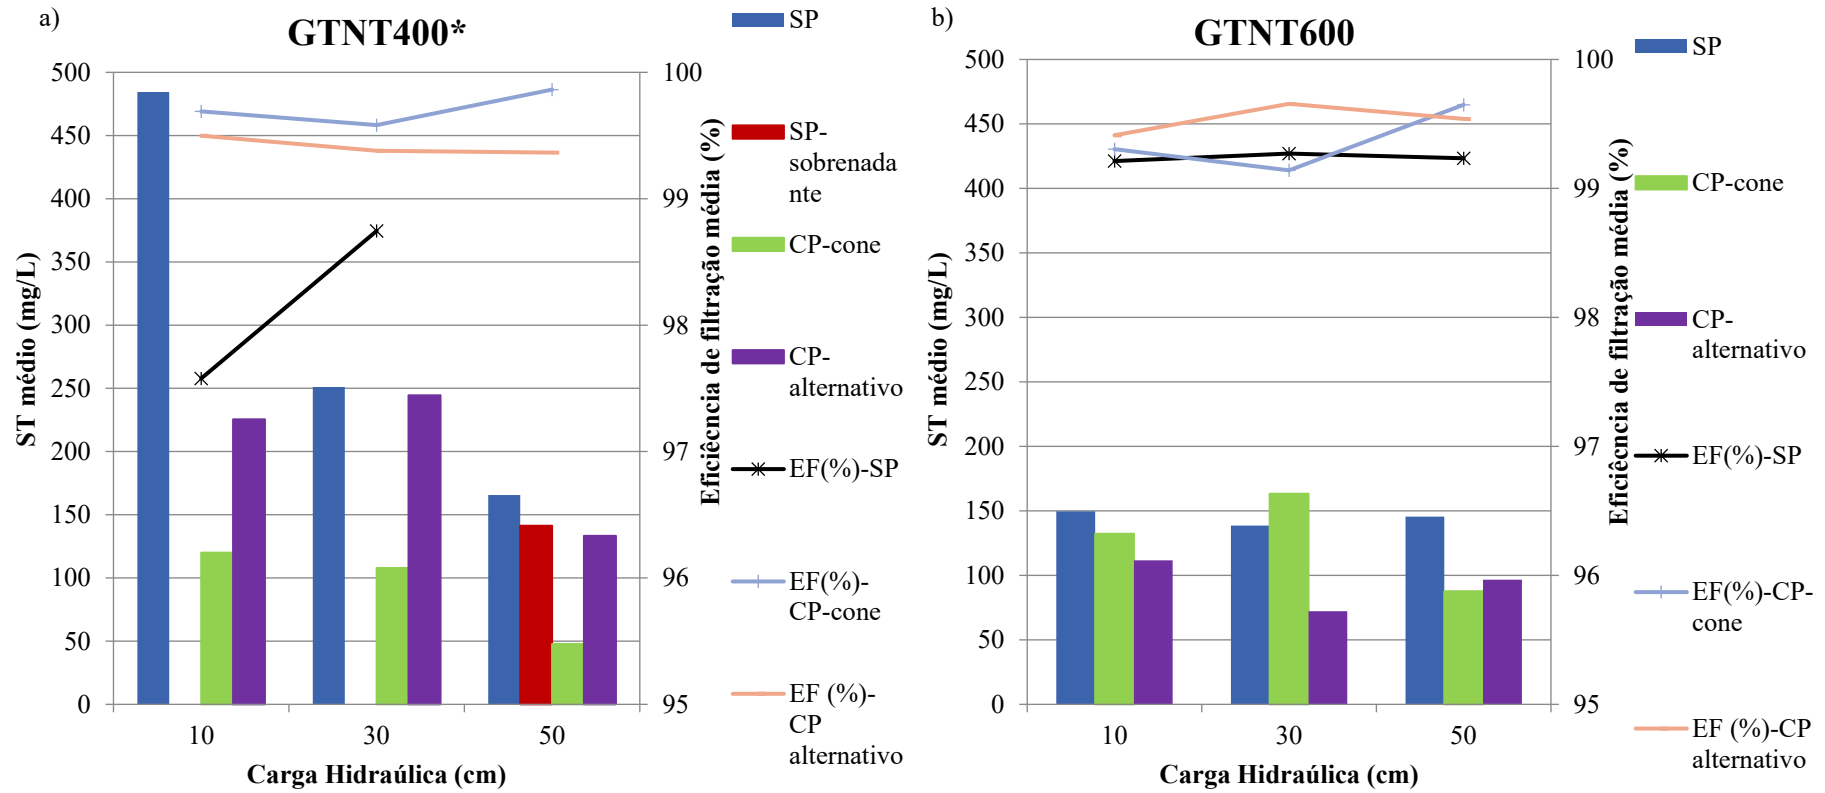 a)
GTNT400*
500
450
400
350
300
250
200
150
100
50
0
ST médio (mg/L)
100
99
98
97
96
95
Eficiêcncia de filtração média (%)
10
30
50
Carga Hidraúlica (cm)
SP
SP-
sobrenada
nte
CP-cone
CP-
alternativo
EF(%)-SP
EF(%)-
CP-cone
EF (%)-
CP
alternativo
b)
GTNT600
500
450
400
350
300
250
200
150
100
50
0
ST médio (mg/L)
100
99
98
97
96
95
Eficiêcncia de filtração média (%)
10
30
50
Carga Hidraúlica (cm)
SP
CP-cone
CP-
alternativo
EF(%)-SP
EF(%)-CP-
cone
EF (%)-CP
alternativo